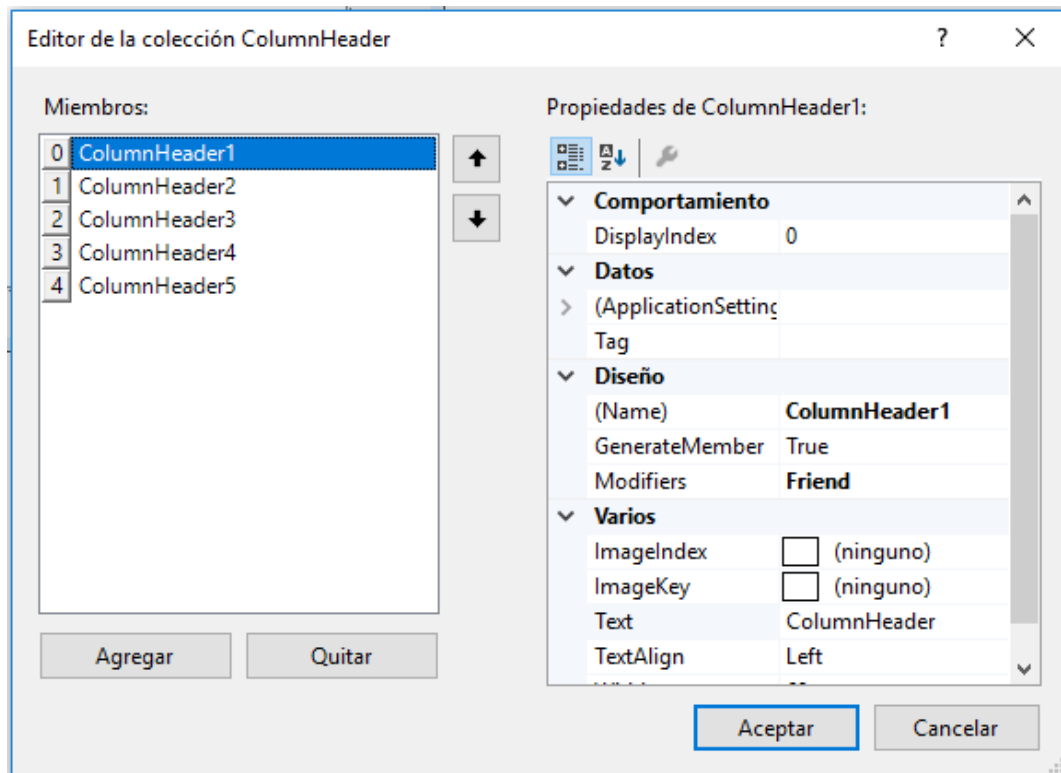 Editor de la colección ColumnHeader ?
Miembros:
0 ColumnHeader1
1 ColumnHeader2
2 ColumnHeader3
3 ColumnHeader4
4 ColumnHeader5
Agregar Quitar
Propiedades de ColumnHeader1:
Comportamiento
DisplayIndex 0
Datos
(ApplicationSetting
Tag
Diseño
(Name) ColumnHeader1
GenerateMember True
Modifiers Friend
Varios
ImageIndex (ninguno)
ImageKey (ninguno)
Text ColumnHeader
TextAlign Left
Aceptar Cancelar